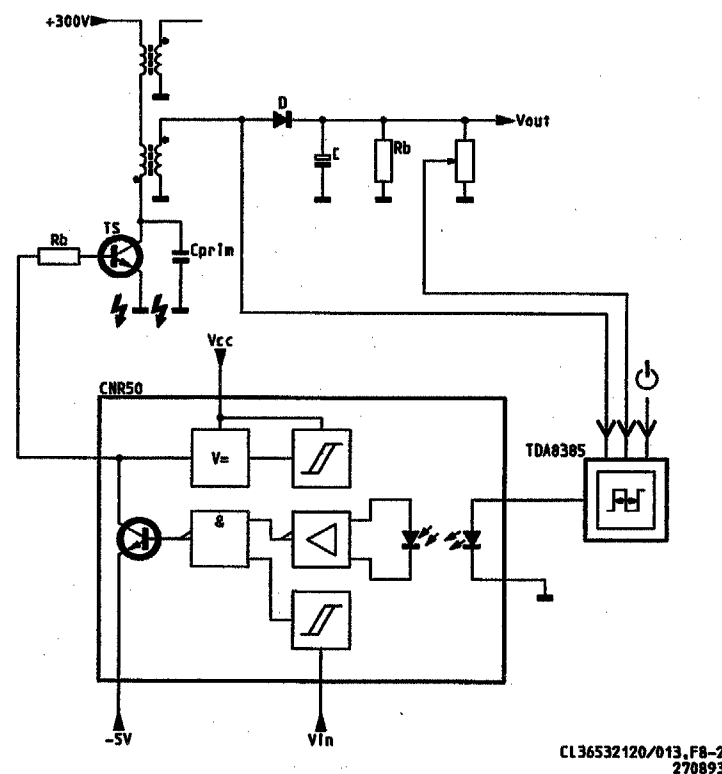 +300V
D
Vout
C
Rb
TS
Rb
Cprim
Vcc
CNR50
TDA8385
V=
&
-5V
Vin
CL36532120/013,F8-2
270893